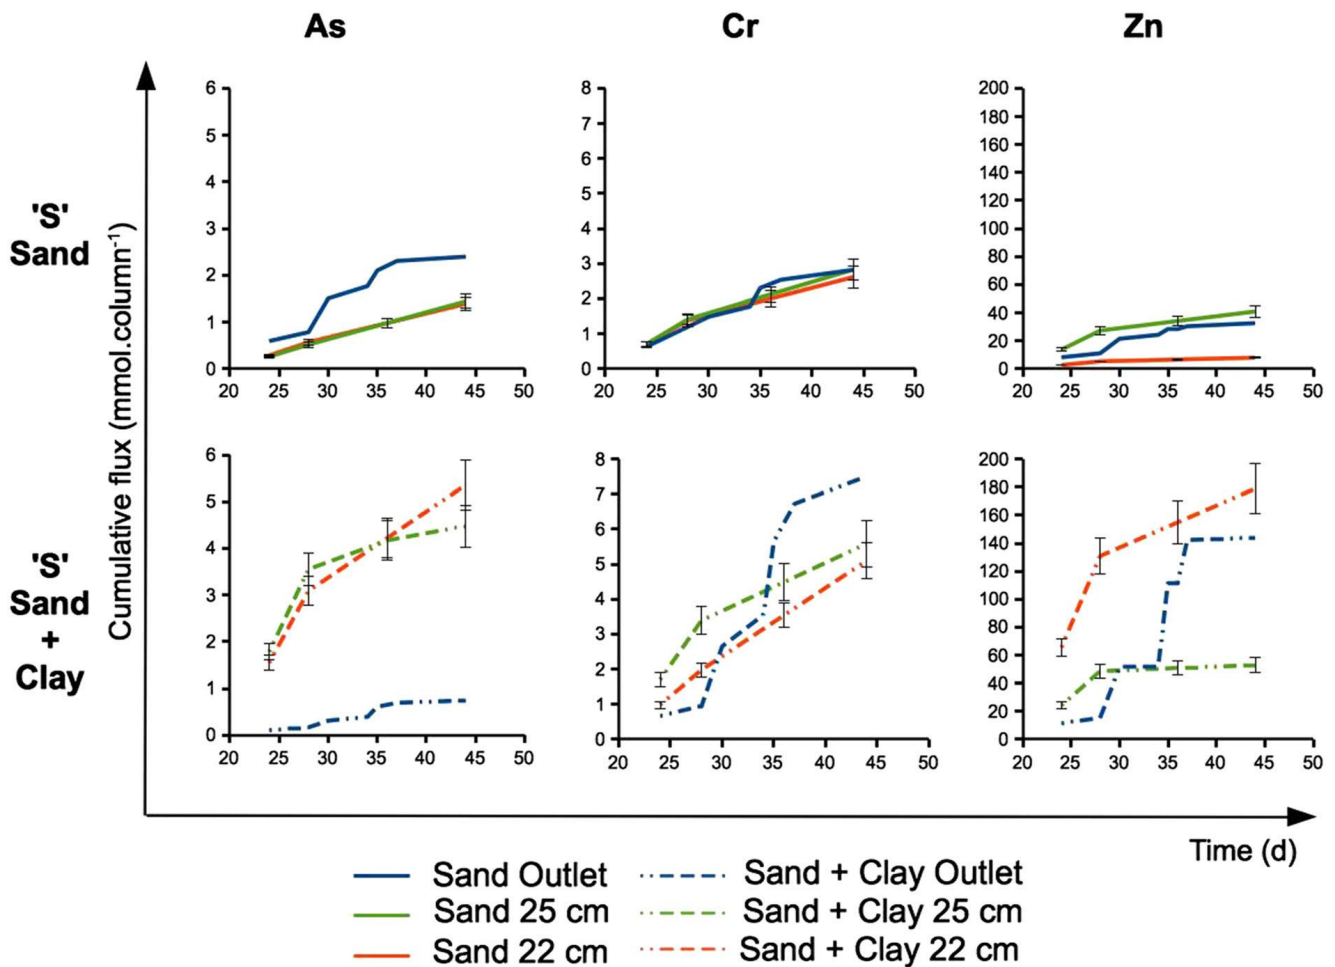 As Cr Zn
'S'
Sand
Cumulative flux (mmol.column⁻¹)
6 5 4 3 2 1 0
20 25 30 35 40 45 50
8 7 6 5 4 3 2 1 0
20 25 30 35 40 45 50
200 180 160 140 120 100 80 60 40 20 0
20 25 30 35 40 45 50
'S'
Sand
+
Clay
6 5 4 3 2 1 0
20 25 30 35 40 45 50
8 7 6 5 4 3 2 1 0
20 25 30 35 40 45 50
200 180 160 140 120 100 80 60 40 20 0
20 25 30 35 40 45 50
Time (d)
Sand Outlet Sand + Clay Outlet
Sand 25 cm Sand + Clay 25 cm
Sand 22 cm Sand + Clay 22 cm